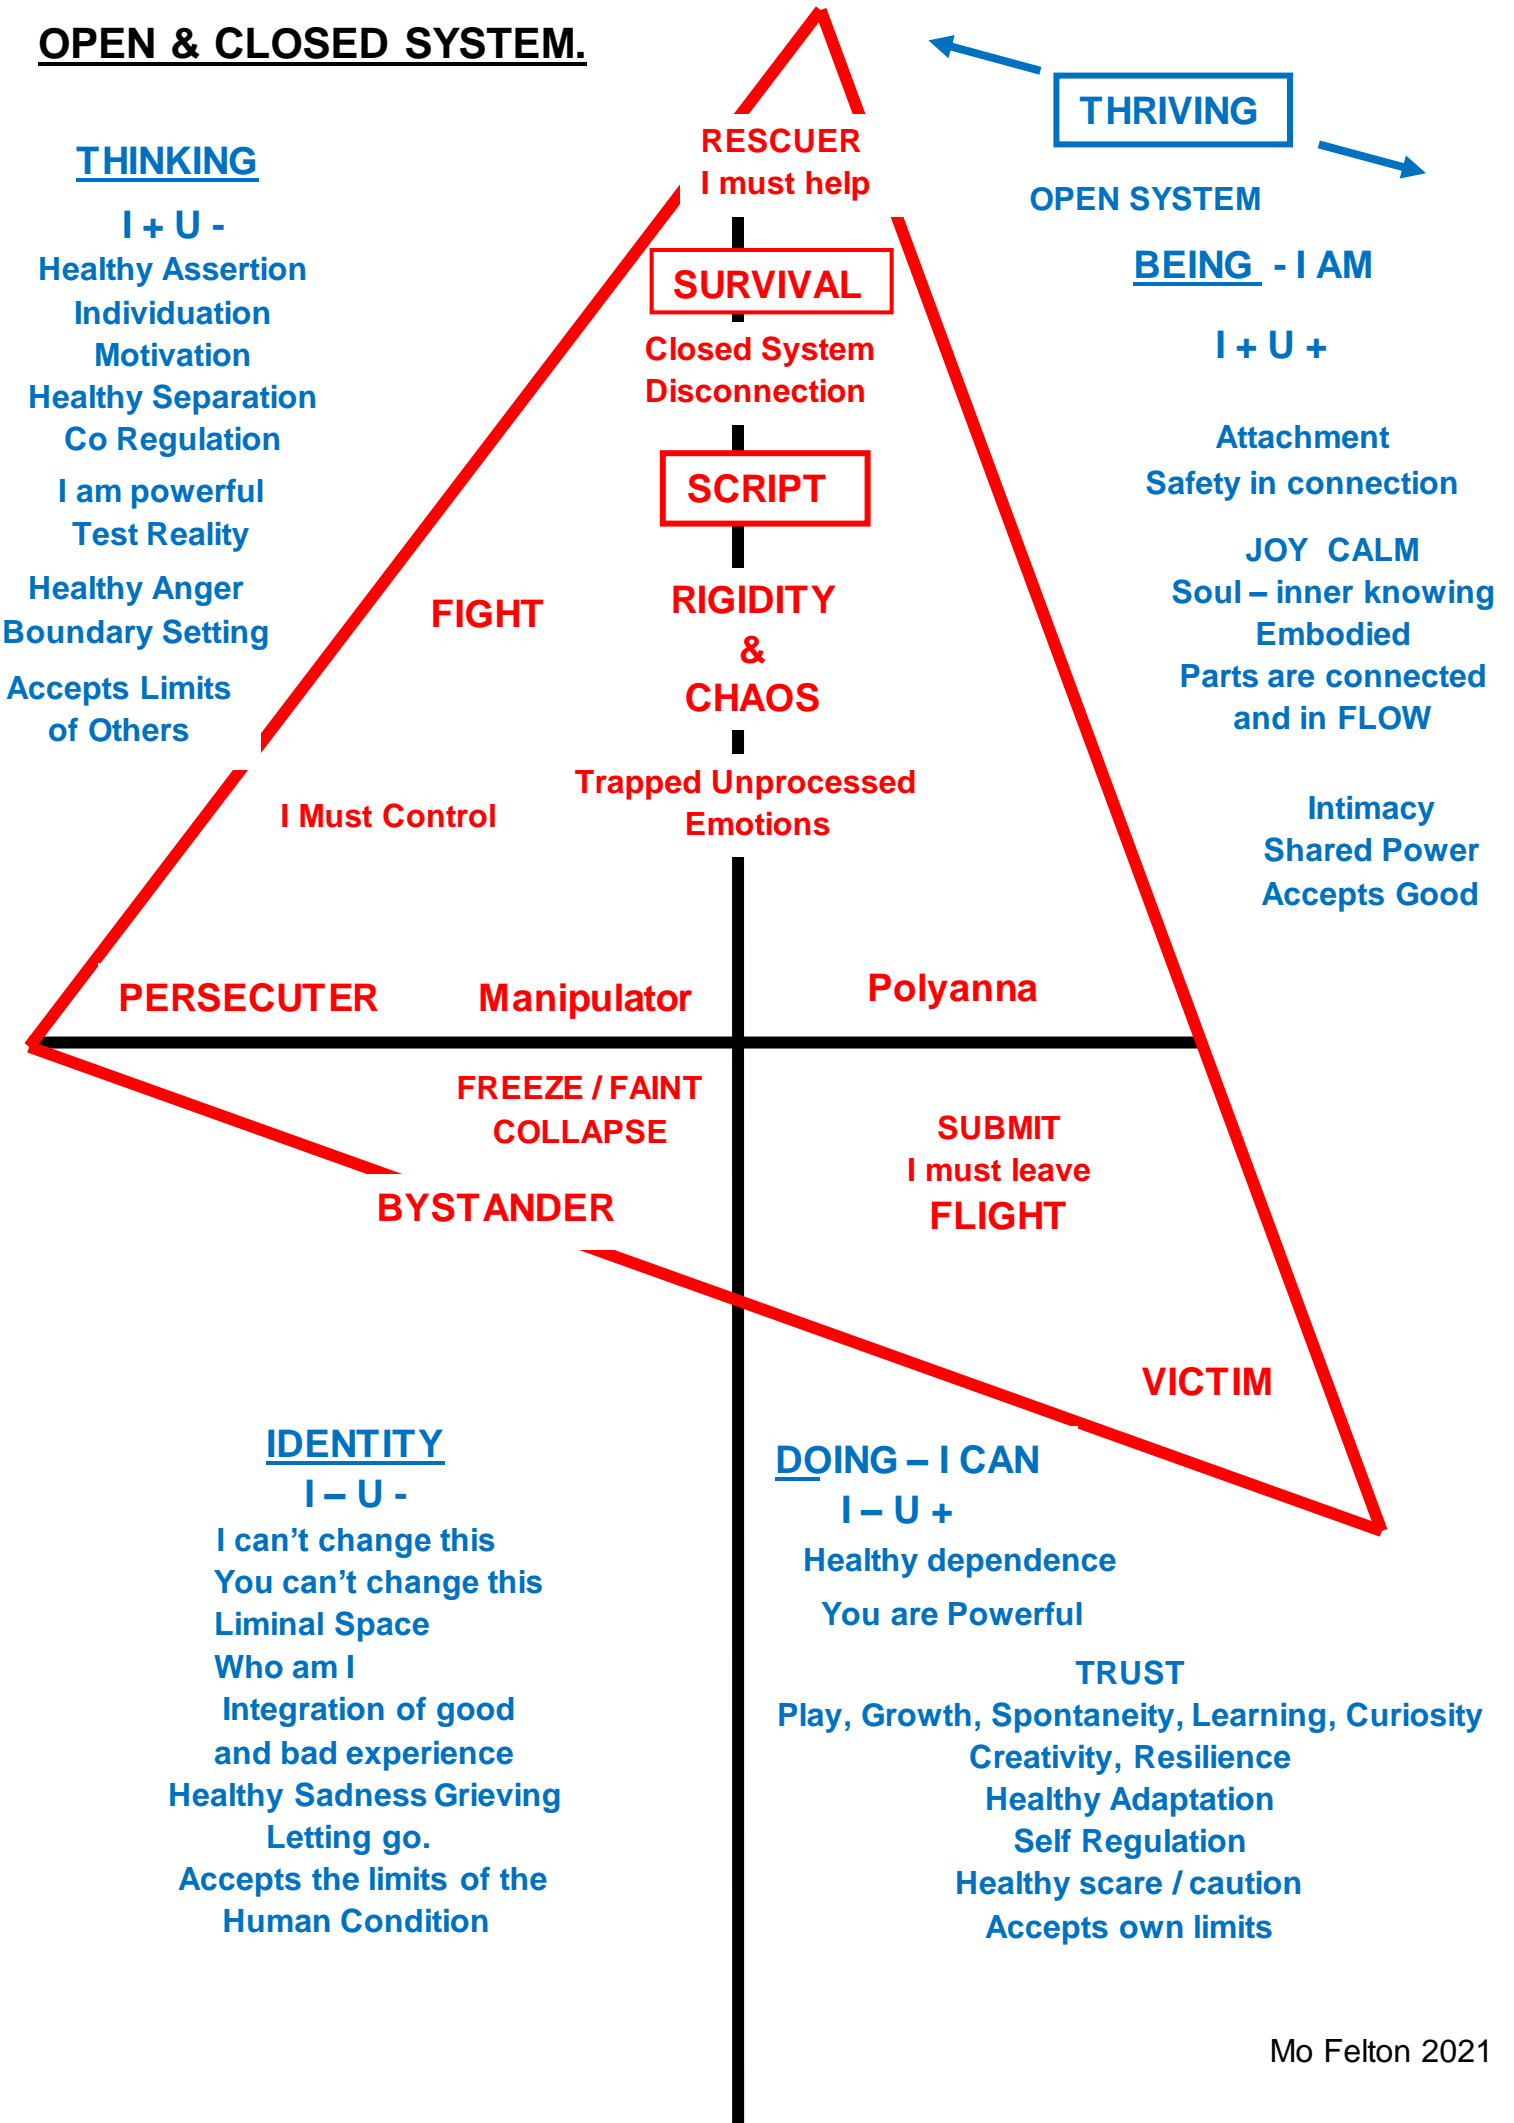 OPEN & CLOSED SYSTEM.
THINKING
I + U -
Healthy Assertion
Individuation
Motivation
Healthy Separation
Co Regulation
I am powerful
Test Reality
Healthy Anger
Boundary Setting
Accepts Limits
of Others
RESCUER
I must help
SURVIVAL
Closed System
Disconnection
SCRIPT
RIGIDITY
&
CHAOS
Trapped Unprocessed
Emotions
FIGHT
I Must Control
PERSECUTER
Manipulator
Polyanna
THRIVING
OPEN SYSTEM
BEING - I AM
I + U +
Attachment
Safety in connection
JOY CALM
Soul – inner knowing
Embodied
Parts are connected
and in FLOW
Intimacy
Shared Power
Accepts Good
FREEZE / FAINT
COLLAPSE
BYSTANDER
SUBMIT
I must leave
FLIGHT
VICTIM
IDENTITY
I – U -
I can’t change this
You can’t change this
Liminal Space
Who am I
Integration of good
and bad experience
Healthy Sadness Grieving
Letting go.
Accepts the limits of the
Human Condition
DOING – I CAN
I – U +
Healthy dependence
You are Powerful
TRUST
Play, Growth, Spontaneity, Learning, Curiosity
Creativity, Resilience
Healthy Adaptation
Self Regulation
Healthy scare / caution
Accepts own limits
Mo Felton 2021